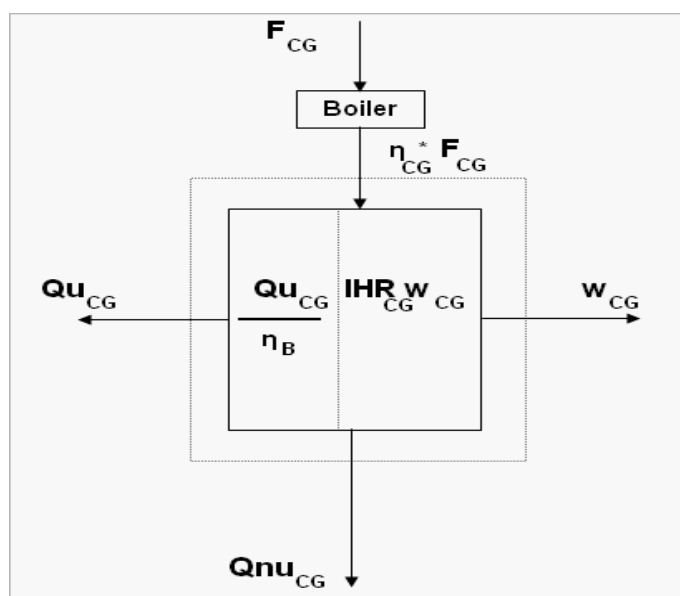 F CG
Boiler
η CG * F CG
Qu CG
Qu CG
η B
IHR CG w CG
w CG
Qnu CG